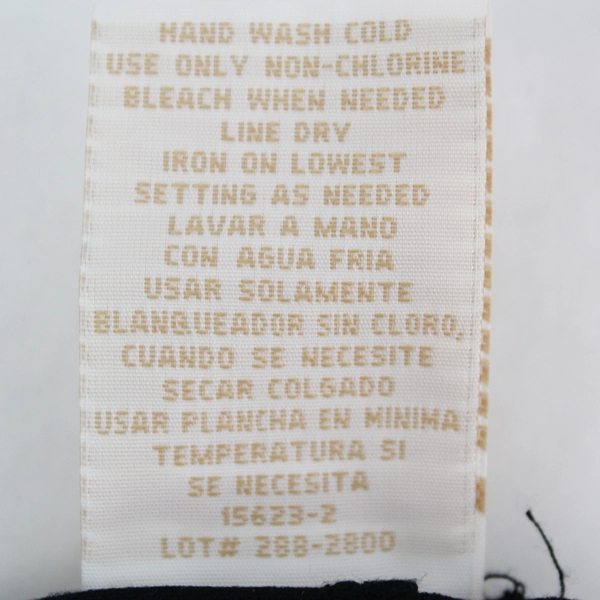 HAND WASH COLD
USE ONLY NON-CHLORINE
BLEACH WHEN NEEDED
LINE DRY
IRON ON LOWEST
SETTING AS NEEDED
LAVAR A MANO
CON AGUA FRIA
USAR SOLAMENTE
BLANQUEADOR SIN CLORO,
CUANDO SE NECESITE
SECAR COLGADO
USAR PLANCHA EN MINIMA
TEMPERATURA SI
SE NECESITA
15623-2
LOT# 288-2800